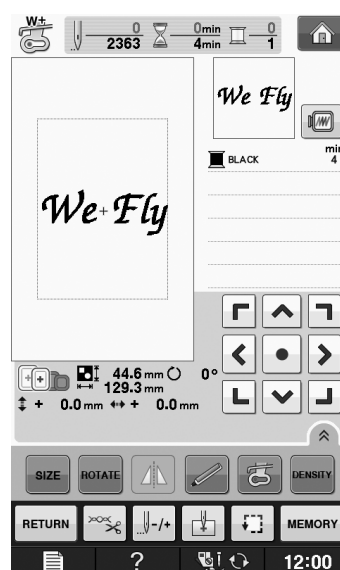 W+
0
2363
0min
4min
0
1
We Fly
BLACK
min
4
We Fly
44.6 mm 0°
129.3 mm
+ 0.0 mm + 0.0 mm
SIZE ROTATE DENSITY
RETURN -/+ MEMORY
? 12:00